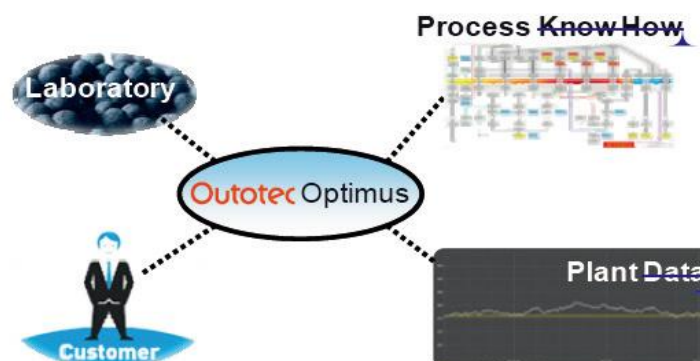 Process Know How
Laboratory
Outotec Optimus
Plant Data
Customer